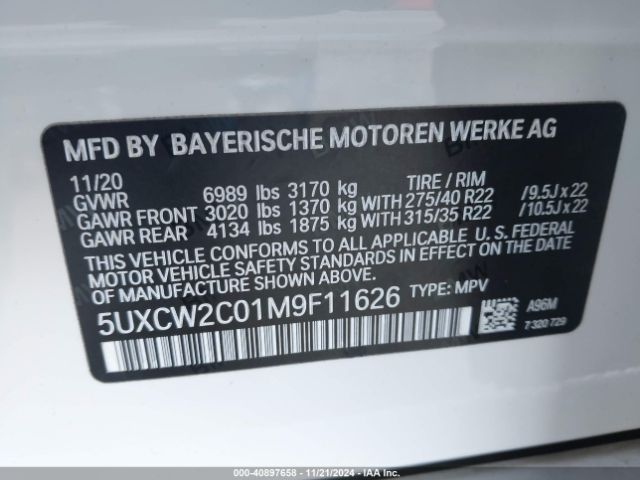 MFD BY BAYERISCHE MOTOREN WERKE AG
11/20 TIRE / RIM
GVWR 6989 lbs 3170 kg
GAWR FRONT 3020 lbs 1370 kg WITH 275/40 R22 /9.5J x 22
GAWR REAR 4134 lbs 1875 kg WITH 315/35 R22 /10.5J x 22
THIS VEHICLE CONFORMS TO ALL APPLICABLE U. S. FEDERAL
MOTOR VEHICLE SAFETY STANDARDS IN EFFECT ON THE DATE
OF MANUFACTURE SHOWN ABOVE.
5UXCW2C01M9F11626 TYPE: MPV
A96M
7 320 729
000-40897658 - 11/21/2024 - IAA Inc.